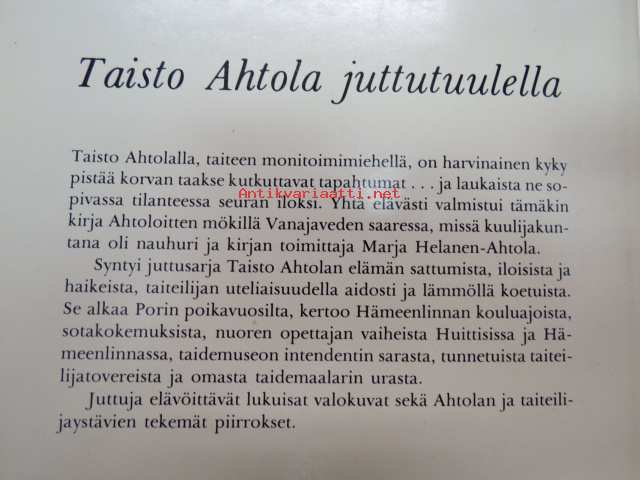 Taisto Ahtola juttutuulella
Taisto Ahtolalla, taiteen monitoimimiehellä, on harvinainen kyky
pistää korvan taakse kutkuttavat tapahtumat . . . ja laukaista ne so-
Antikvariaatti.net
pivassa tilanteessa seuran iloksi. Yhtä elävästi valmistui tämäkin
kirja Ahtoloitten mökillä Vanajaveden saaressa, missä kuulijakun-
tana oli nauhuri ja kirjan toimittaja Marja Helanen-Ahtola.
Syntyi juttusarja Taisto Ahtolan elämän sattumista, iloisista ja
haikeista, taiteilijan uteliaisuudella aidosti ja lämmöllä koetuista.
Se alkaa Porin poikavuosilta, kertoo Hämeenlinnan kouluajoista,
sotakokemuksista, nuoren opettajan vaiheista Huittisissa ja Hä-
meenlinnassa, taidemuseon intendentin sarasta, tunnetuista taitei-
lijatovereista ja omasta taidemaalarin urasta.
Juttuja elävöittävät lukuisat valokuvat sekä Ahtolan ja taiteili-
jaystävien tekemät piirrokset.